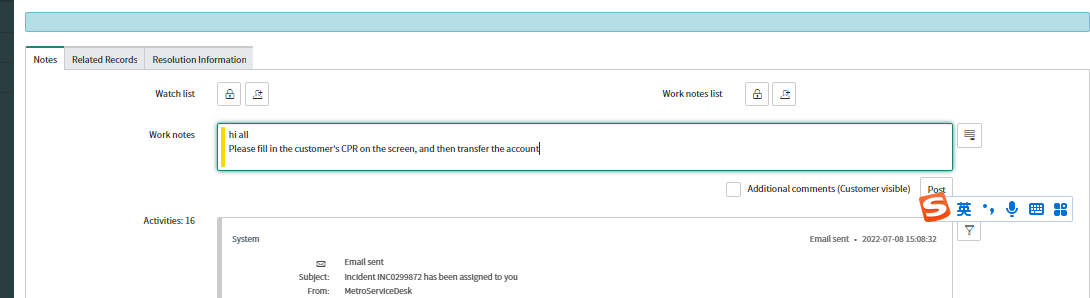 Notes
Related Records
Resolution Information
Watch list
Work notes list
Work notes
hi all
Please fill in the customer's CPR on the screen, and then transfer the account
Additional comments (Customer visible)
Post
S英
Activities: 16
System
Email sent • 2022-07-08 15:08:32
Email sent
Subject: Incident INC0299872 has been assigned to you
From: MetroServiceDesk